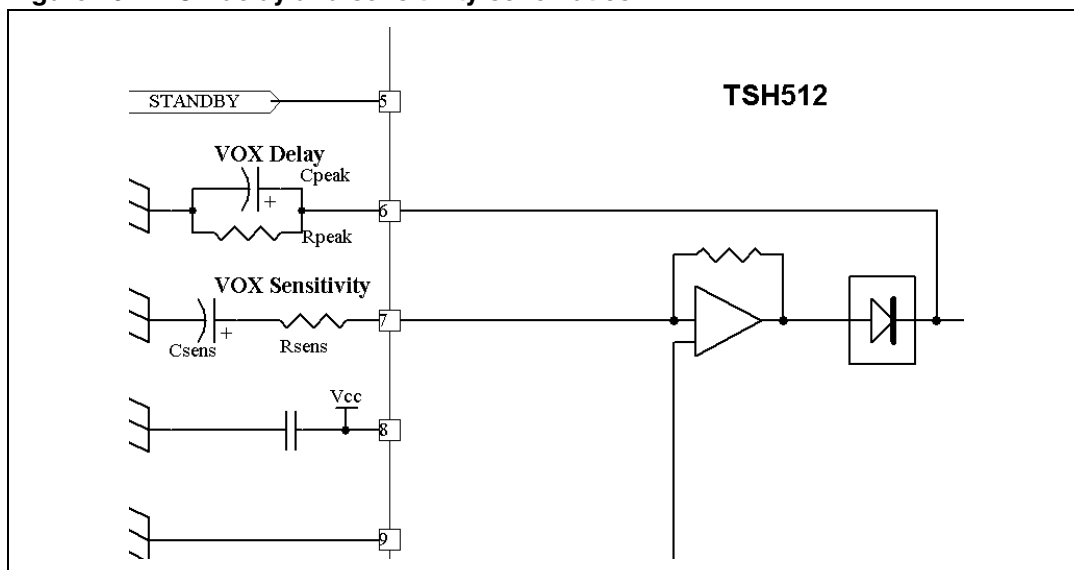 TSH512
STANDBY
5
VOX Delay
Cpeak
+
6
Rpeak
VOX Sensitivity
7
+
Csens
Rsens
Vcc
8
9